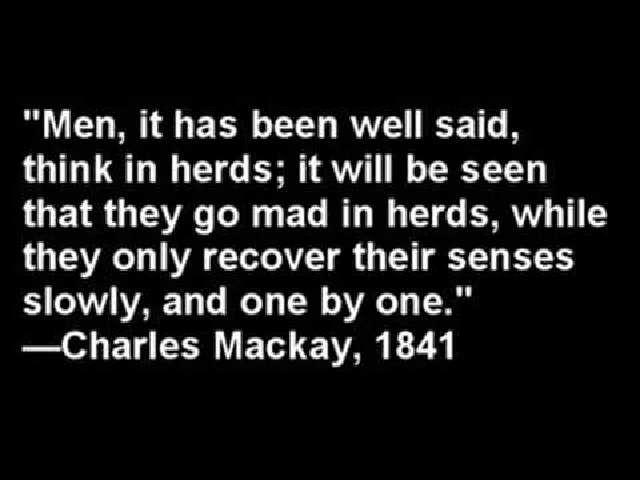 "Men, it has been well said,
think in herds; it will be seen
that they go mad in herds, while
they only recover their senses
slowly, and one by one."
—Charles Mackay, 1841